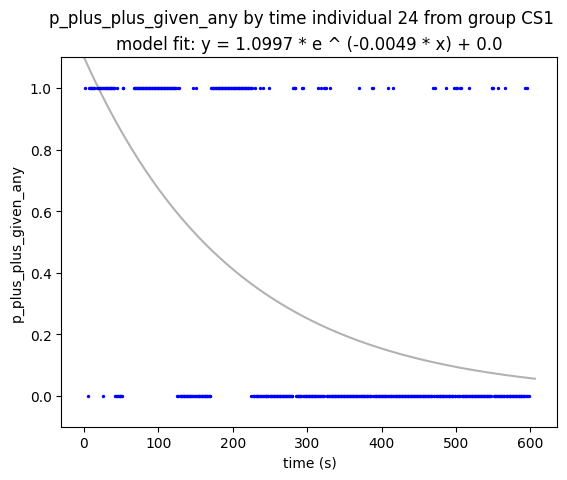 p_plus_plus_given_any by time individual 24 from group CS1
model fit: y = 1.0997 * e ^ (-0.0049 * x) + 0.0
1.0
0.8
0.6
0.4
0.2
0.0
p_plus_plus_given_any
0 100 200 300 400 500 600
time (s)